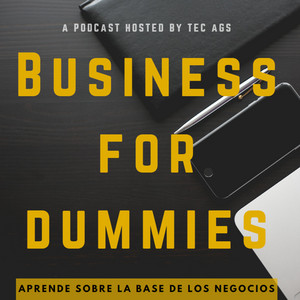 A PODCAST HOSTED BY TEC AGS
BUSINESS
FOR
DUMMIES
APRENDE SOBRE LA BASE DE LOS NEGOCIOS